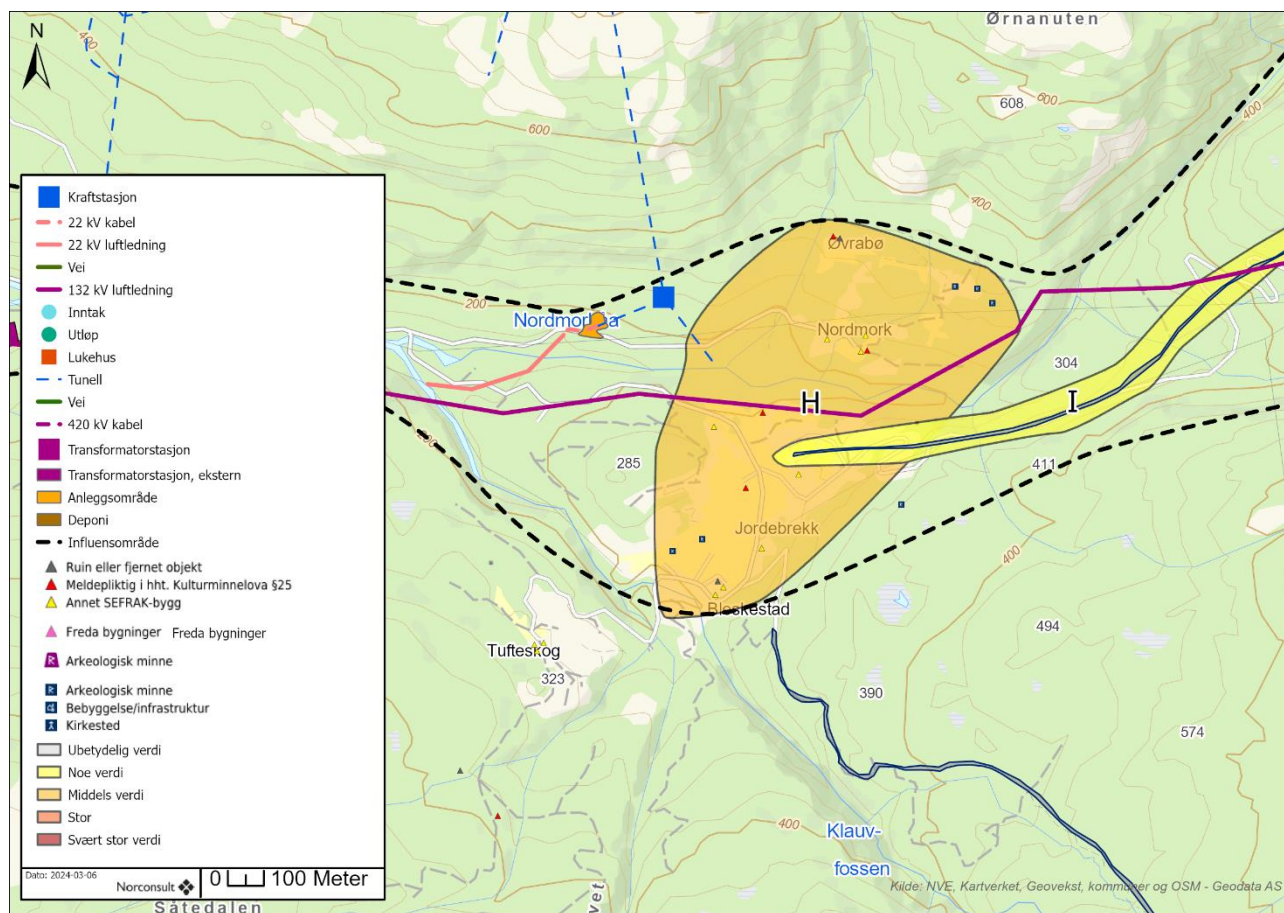 N
Ørnanuten
400
400
608
600
600
400
Kraftstasjon
22 kV kabel
22 kV luftledning
Vei
132 kV luftledning
Inntak
Utløp
Lukehus
Tunell
Vei
420 kV kabel
Transformatorstasjon
Transformatorstasjon, ekstern
Anleggsområde
Deponi
Influensområde
Ruin eller fjernet objekt
Meldepliktig i hht. Kulturminnelova §25
Annet SEFRAK-bygg
Freda bygninger Freda bygninger
Arkeologisk minne
Arkeologisk minne
Bebyggelse/infrastruktur
Kirkested
Ubetydelig verdi
Noe verdi
Middels verdi
Stor
Svært stor verdi
Dato: 2024-03-06
Norconsult
0 100 Meter
Øvrabø
200
Nordmork
304
H
I
285
411
Jordebrekk
400
Bleskestad
494
Tufteskog
323
390
574
400
Klauv-
fossen
Kilde: NVE, Kartverket, Geovekst, kommuner og OSM - Geodata AS
Såtedalen